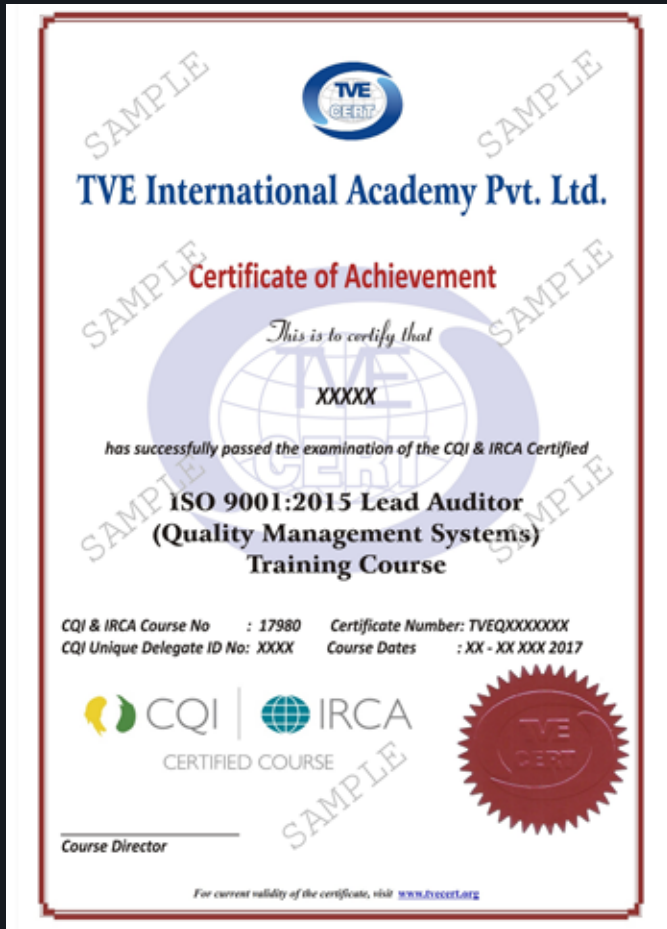 SAMPLE
SAMPLE
TVE
CERT
TVE International Academy Pvt. Ltd.
SAMPLE
SAMPLE
Certificate of Achievement
This is to certify that
TVE
CERT
XXXXX
has successfully passed the examination of the CQI & IRCA Certified
SAMPLE
SAMPLE
ISO 9001:2015 Lead Auditor
(Quality Management Systems)
Training Course
CQI & IRCA Course No : 17980 Certificate Number: TVEQXXXXXXX
CQI Unique Delegate ID No: XXXX Course Dates : XX - XX XXX 2017
CQI IRCA
CERTIFIED COURSE
TVE
CERT
SAMPLE
Course Director
For current validity of the certificate, visit www.tvecert.org